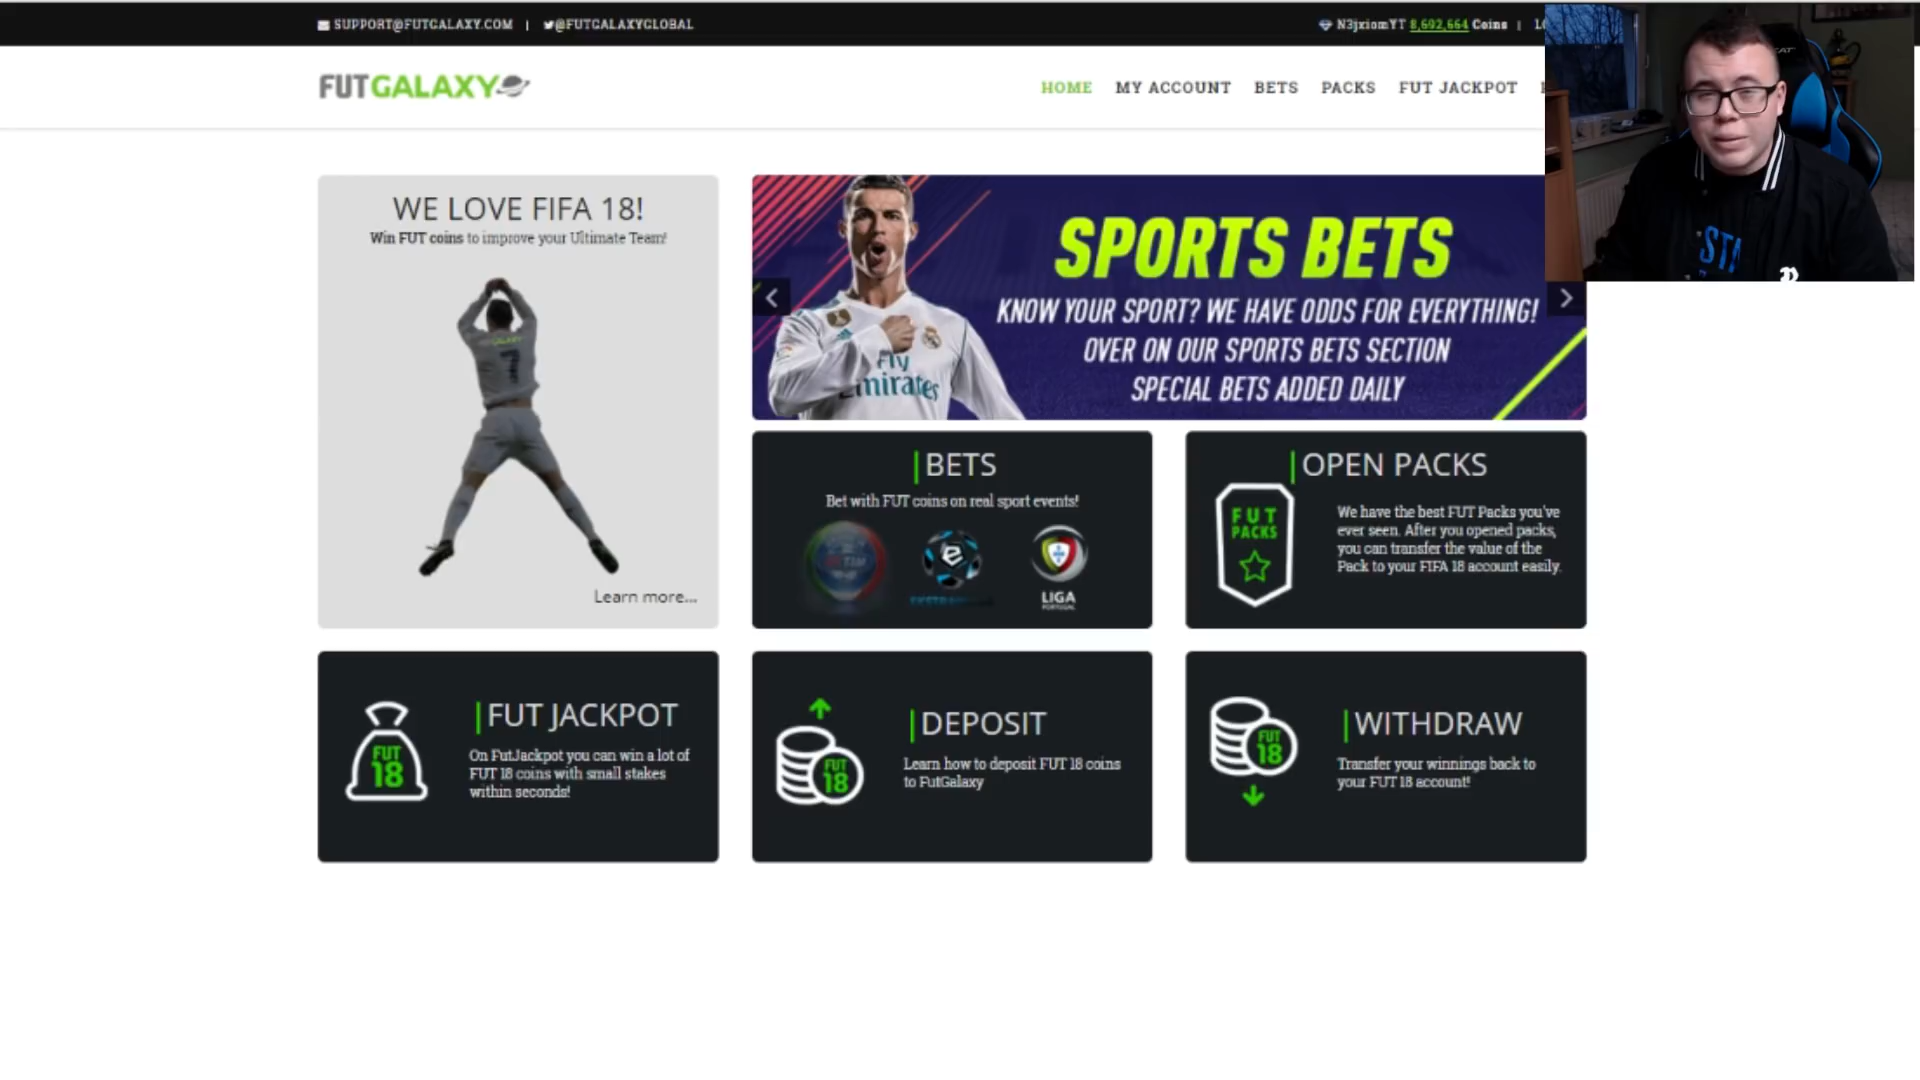 SUPPORT@FUTGALAXY.COM | @FUTGALAXYGLOBAL
N3jxiomYT 8,692,664 Coins |
FUTGALAXY
HOME MY ACCOUNT BETS PACKS FUT JACKPOT
WE LOVE FIFA 18!
Win FUT coins to improve your Ultimate Team!
GALAXY
7
Learn more...
SPORTS BETS
KNOW YOUR SPORT? WE HAVE ODDS FOR EVERYTHING!
OVER ON OUR SPORTS BETS SECTION
SPECIAL BETS ADDED DAILY
Fly
Emirates
BETS
Bet with FUT coins on real sport events!
TIM
LIGA
PORTUGAL
OPEN PACKS
FUT
PACKS
We have the best FUT Packs you've
ever seen. After you opened packs,
you can transfer the value of the
Pack to your FIFA 18 account easily.
FUT JACKPOT
FUT
18
On FutJackpot you can win a lot of
FUT 18 coins with small stakes
within seconds!
DEPOSIT
FUT
18
Learn how to deposit FUT 18 coins
to FutGalaxy
WITHDRAW
FUT
18
Transfer your winnings back to
your FUT 18 account!